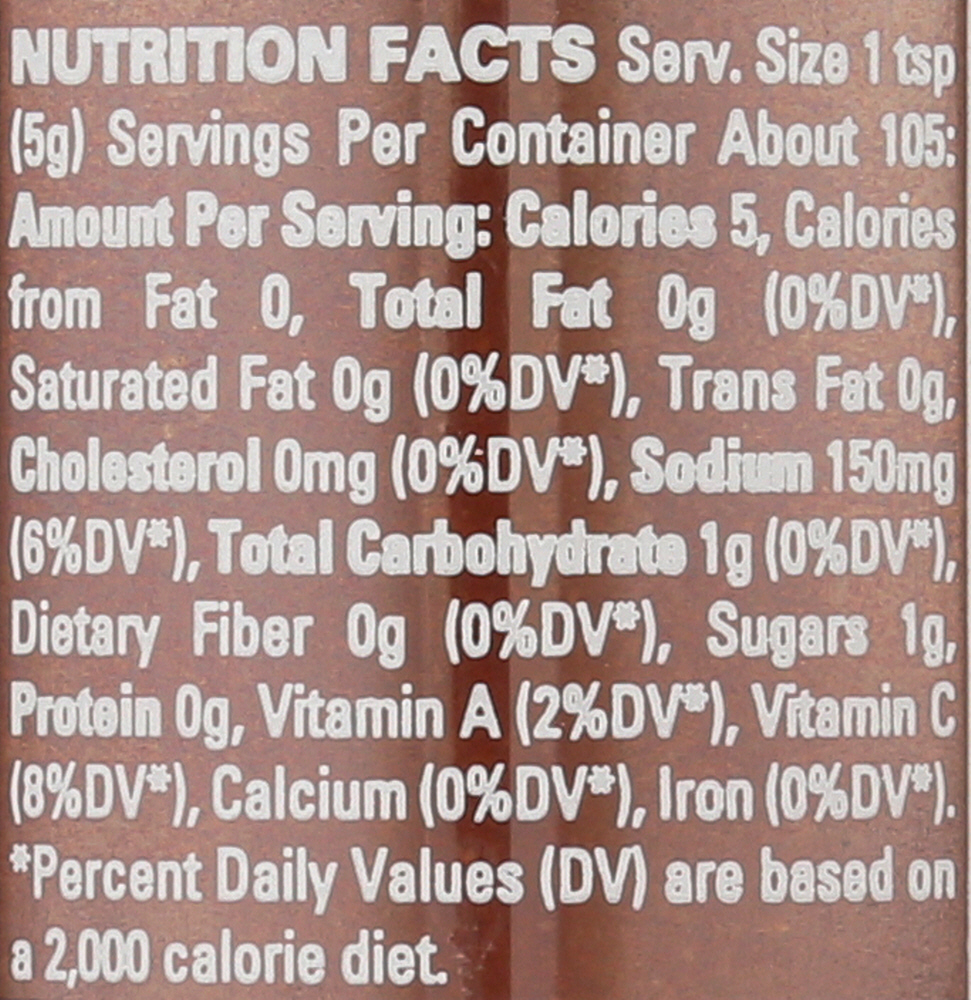 NUTRITION FACTS Serv. Size 1 tsp
(5g) Servings Per Container About 105:
Amount Per Serving: Calories 5, Calories
from Fat 0, Total Fat 0g (0%DV*),
Saturated Fat 0g (0%DV*), Trans Fat 0g,
Cholesterol 0mg (0%DV*), Sodium 150mg
(6%DV*), Total Carbohydrate 1g (0%DV*),
Dietary Fiber 0g (0%DV*), Sugars 1g,
Protein 0g, Vitamin A (2%DV*), Vitamin C
(8%DV*), Calcium (0%DV*), Iron (0%DV*).
*Percent Daily Values (DV) are based on
a 2,000 calorie diet.